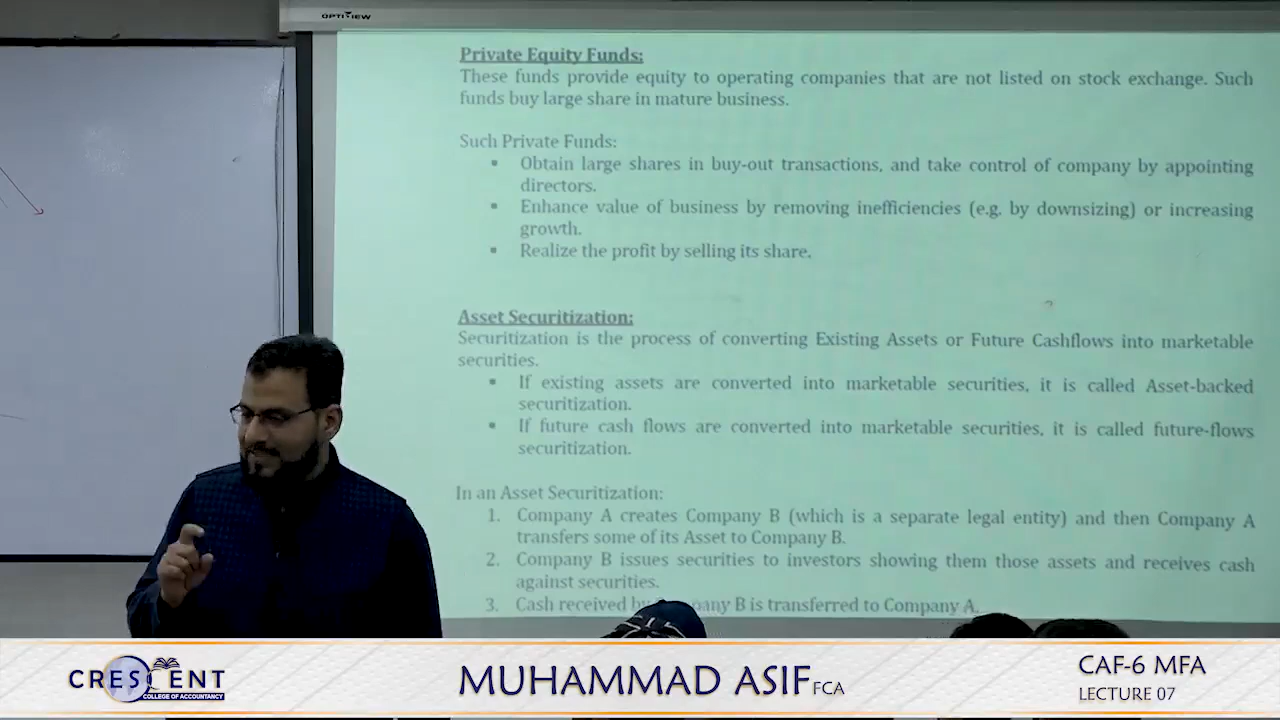 OPTIVIEW
Private Equity Funds:
These funds provide equity to operating companies that are not listed on stock exchange. Such
funds buy large share in mature business.
Such Private Funds:
▪ Obtain large shares in buy-out transactions, and take control of company by appointing
directors.
▪ Enhance value of business by removing inefficiencies (e.g. by downsizing) or increasing
growth.
▪ Realize the profit by selling its share.
Asset Securitization:
Securitization is the process of converting Existing Assets or Future Cashflows into marketable
securities.
▪ If existing assets are converted into marketable securities, it is called Asset-backed
securitization.
▪ If future cash flows are converted into marketable securities, it is called future-flows
securitization.
In an Asset Securitization:
1. Company A creates Company B (which is a separate legal entity) and then Company A
transfers some of its Asset to Company B.
2. Company B issues securities to investors showing them those assets and receives cash
against securities.
3. Cash received by Company B is transferred to Company A.
CRESCENT
COLLEGE OF ACCOUNTANCY
MUHAMMAD ASIF FCA
CAF-6 MFA
LECTURE 07